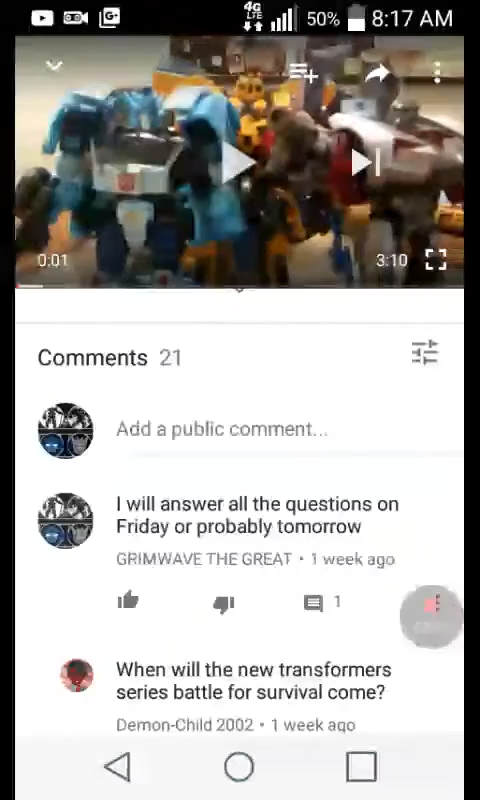 4G LTE 50% 8:17 AM
G+
0:01 3:10
Comments 21
Add a public comment...
I will answer all the questions on
Friday or probably tomorrow
GRIMWAVE THE GREAT • 1 week ago
1
When will the new transformers
series battle for survival come?
Demon-Child 2002 • 1 week ago